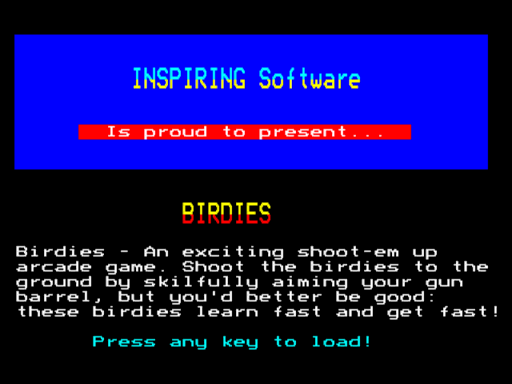 INSPIRING Software
Is proud to present...
BIRDIES
Birdies - An exciting shoot-em up
arcade game. Shoot the birdies to the
ground by skilfully aiming your gun
barrel, but you'd better be good:
these birdies learn fast and get fast!
Press any key to load!